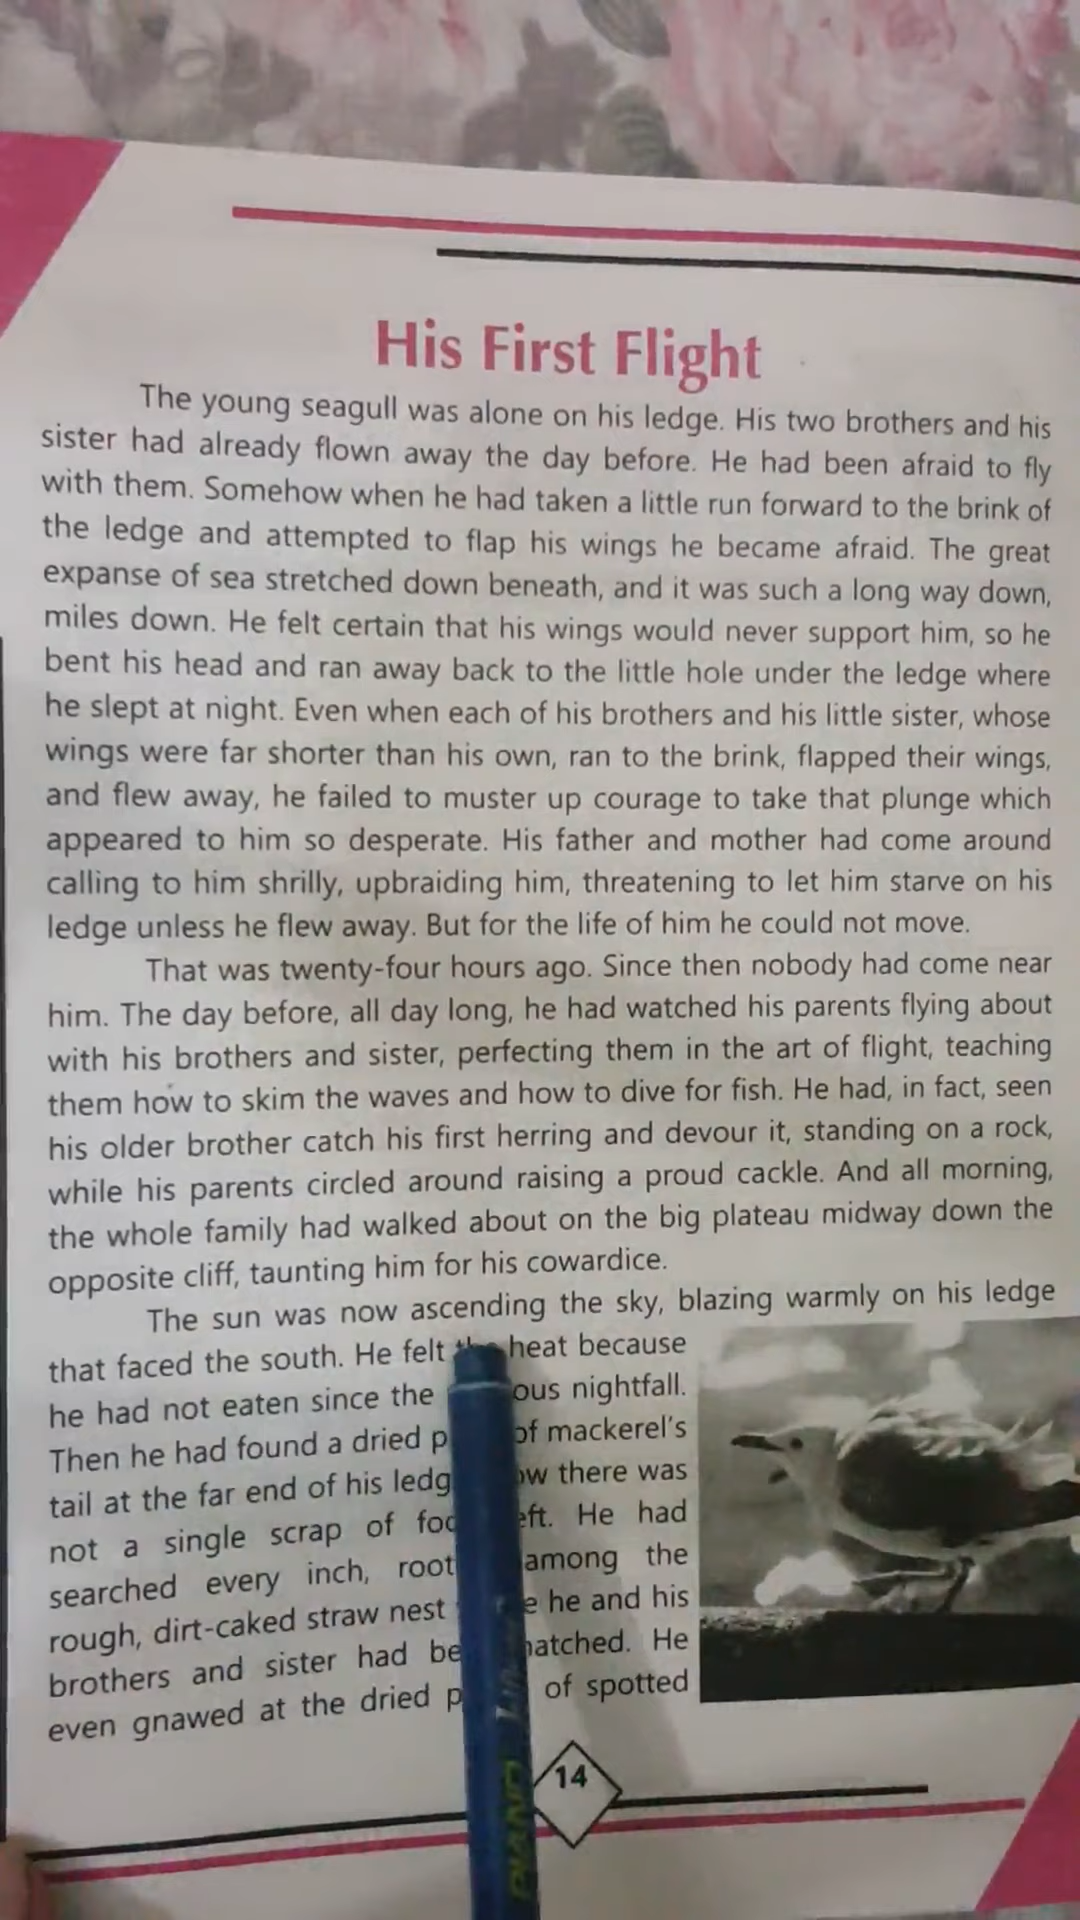 His First Flight
The young seagull was alone on his ledge. His two brothers and his
sister had already flown away the day before. He had been afraid to fly
with them. Somehow when he had taken a little run forward to the brink of
the ledge and attempted to flap his wings he became afraid. The great
expanse of sea stretched down beneath, and it was such a long way down,
miles down. He felt certain that his wings would never support him, so he
bent his head and ran away back to the little hole under the ledge where
he slept at night. Even when each of his brothers and his little sister, whose
wings were far shorter than his own, ran to the brink, flapped their wings,
and flew away, he failed to muster up courage to take that plunge which
appeared to him so desperate. His father and mother had come around
calling to him shrilly, upbraiding him, threatening to let him starve on his
ledge unless he flew away. But for the life of him he could not move.
That was twenty-four hours ago. Since then nobody had come near
him. The day before, all day long, he had watched his parents flying about
with his brothers and sister, perfecting them in the art of flight, teaching
them how to skim the waves and how to dive for fish. He had, in fact, seen
his older brother catch his first herring and devour it, standing on a rock,
while his parents circled around raising a proud cackle. And all morning,
the whole family had walked about on the big plateau midway down the
opposite cliff, taunting him for his cowardice.
The sun was now ascending the sky, blazing warmly on his ledge
that faced the south. He felt the heat because
he had not eaten since the nightfall.
Then he had found a dried of mackerel's
tail at the far end of his there was
not a single scrap of He had
searched every inch, among the
rough, dirt-caked straw nest he and his
brothers and sister had He
even gnawed at the dried of spotted
14
PIANO